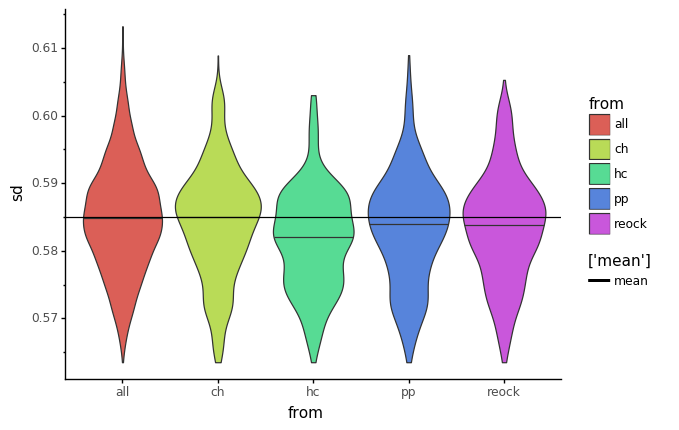 0.61
0.60
0.59
0.58
0.57
sd
all ch hc pp reock
from
from
all
ch
hc
pp
reock
['mean']
mean